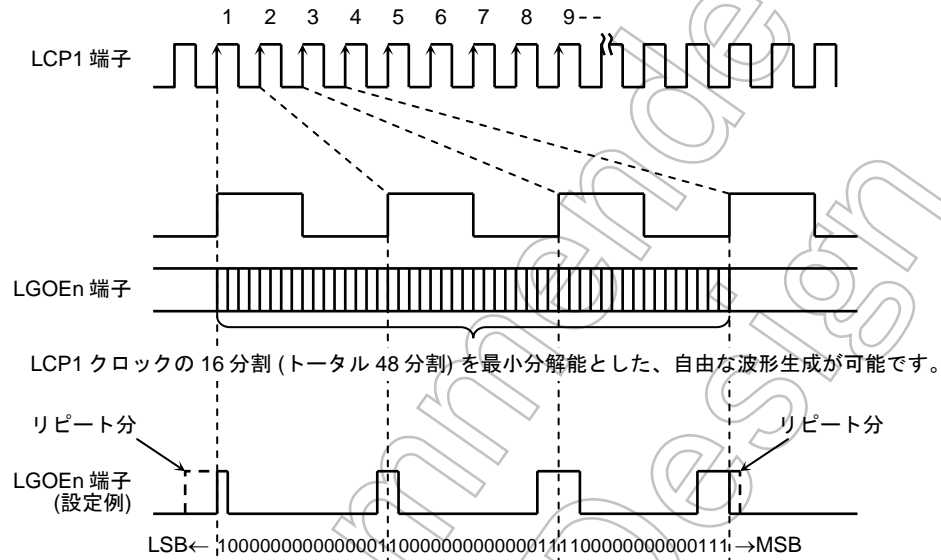 1 2 3 4 5 6 7 8 9--
LCP1 端子
LGOEn 端子
LCP1 クロックの 16 分割 (トータル 48 分割) を最小分解能とした、自由な波形生成が可能です。
リピート分 リピート分
LGOEn 端子
(設定例)
LSB← 100000000000000110000000000000111100000000000111 →MSB
mmende
Design